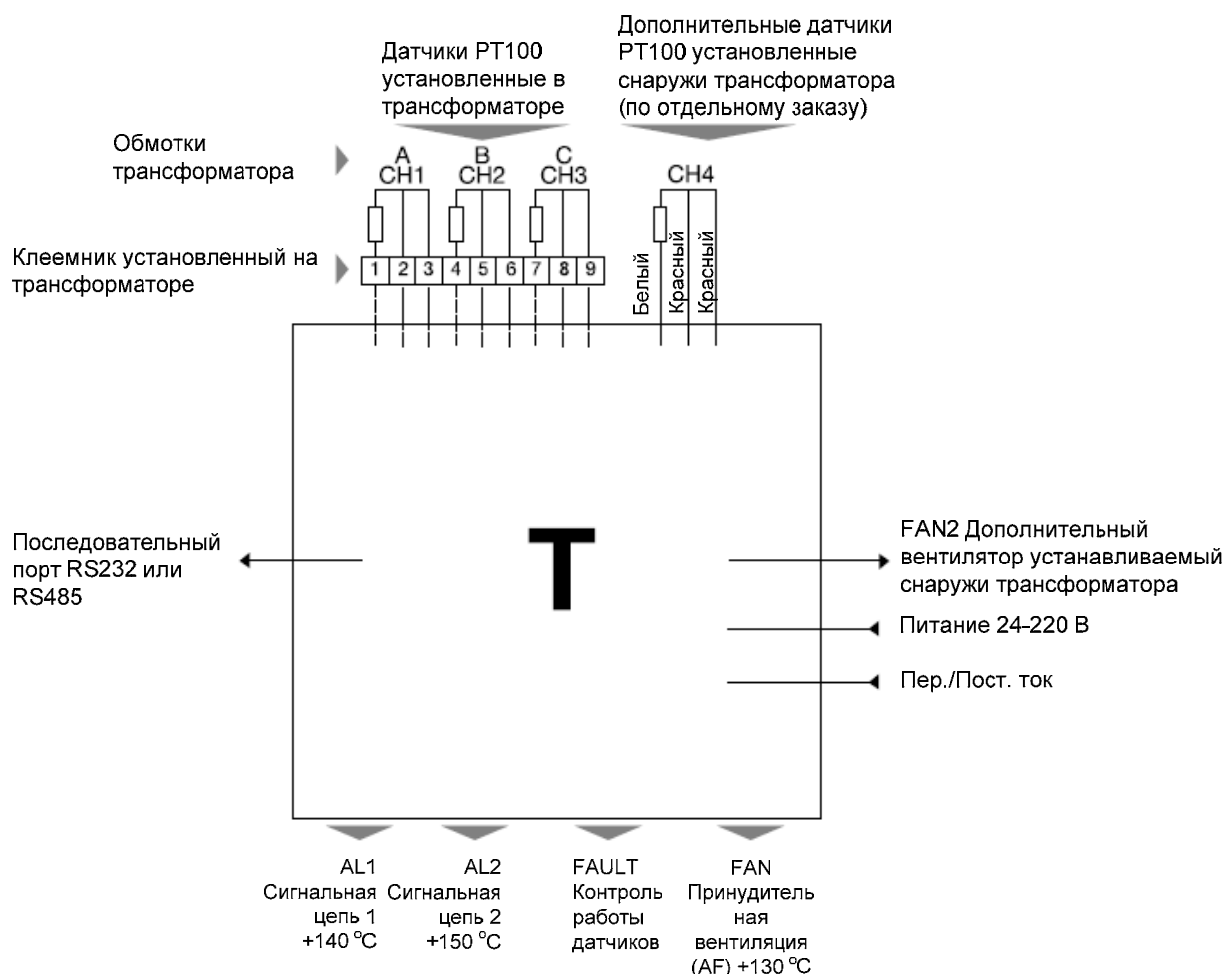 Датчики PT100
установленные в
трансформаторе
Дополнительные датчики
PT100 установленные
снаружи трансформатора
(по отдельному заказу)
Обмотки
трансформатора
A
CH1
B
CH2
C
CH3
CH4
Клеемник установленный на
трансформаторе
1 2 3 4 5 6 7 8 9
Белый
Красный
Красный
Последовательный
порт RS232 или
RS485
T
FAN2 Дополнительный
вентилятор устанавливаемый
снаружи трансформатора
Питание 24-220 В
Пер./Пост. ток
AL1
Сигнальная
цепь 1
+140 °C
AL2
Сигнальная
цепь 2
+150 °C
FAULT
Контроль
работы
датчиков
FAN
Принудитель
ная
вентиляция
(AF) +130 °C